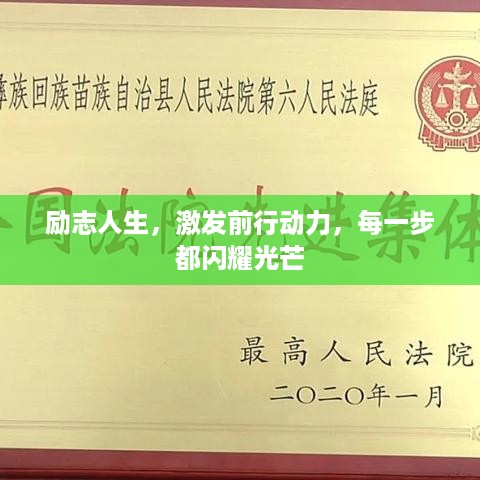 彝族回族苗族自治县人民法院第六人民法庭
励志人生，激发前行动力，每一步
都闪耀光芒
最高人民法院
二〇二〇年一月